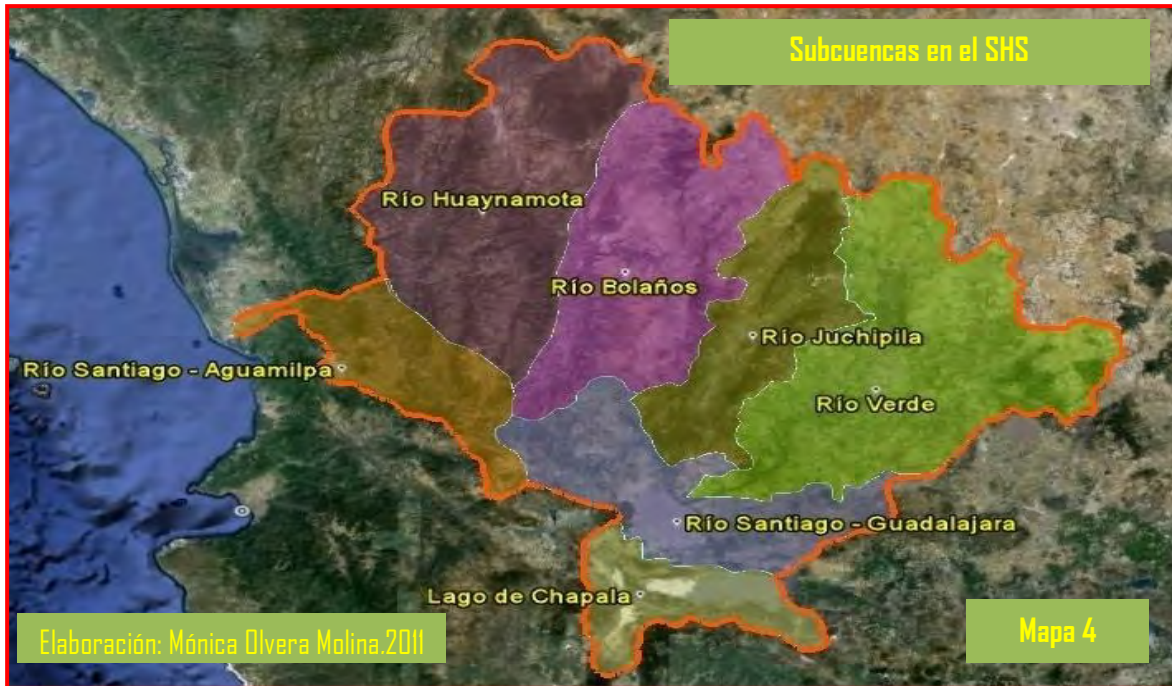 Subcuencas en el SHS
Río Huaynamota
Río Bolaños
Río Juchipila
Río Santiago - Aguamilpa
Río Verde
Río Santiago - Guadalajara
Lago de Chapala
Elaboración: Mónica Olvera Molina.2011
Mapa 4